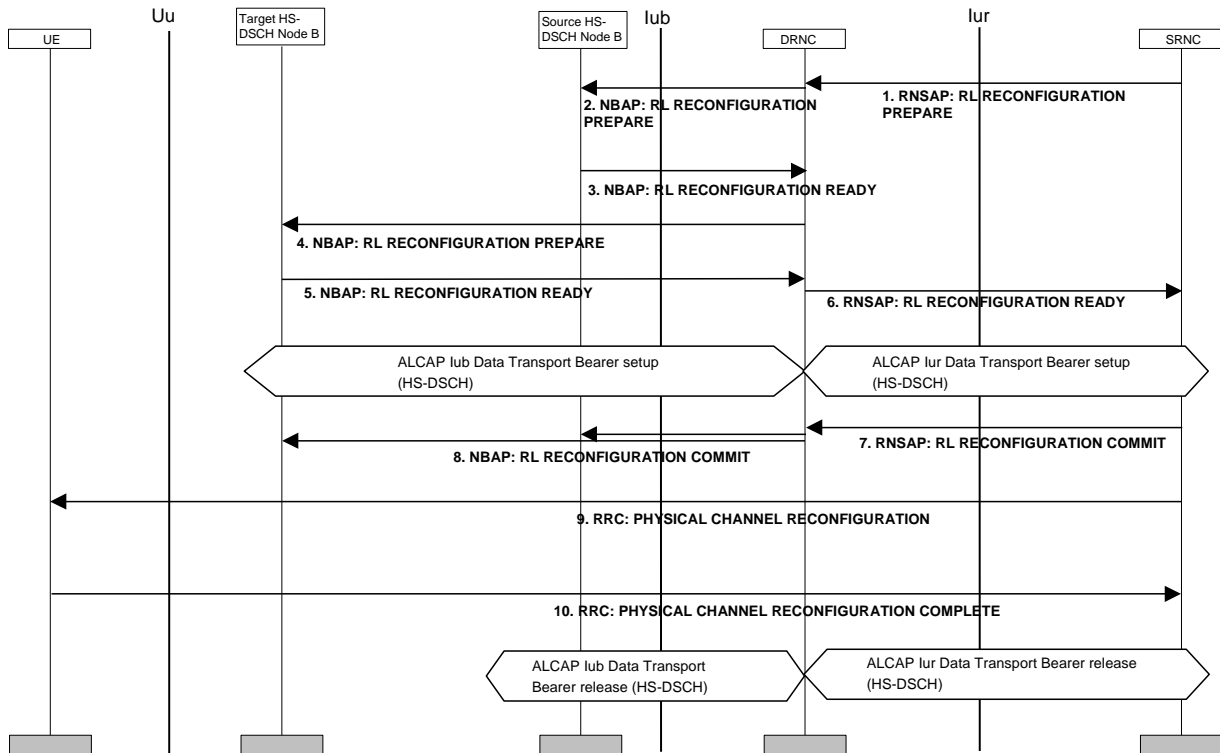 Uu
Target HS-
DSCH Node B
Source HS-
DSCH Node B
Iub
Iur
UE
DRNC
SRNC
1. RNSAP: RL RECONFIGURATION
PREPARE
2. NBAP: RL RECONFIGURATION
PREPARE
3. NBAP: RL RECONFIGURATION READY
4. NBAP: RL RECONFIGURATION PREPARE
5. NBAP: RL RECONFIGURATION READY
6. RNSAP: RL RECONFIGURATION READY
ALCAP Iub Data Transport Bearer setup
(HS-DSCH)
ALCAP Iur Data Transport Bearer setup
(HS-DSCH)
7. RNSAP: RL RECONFIGURATION COMMIT
8. NBAP: RL RECONFIGURATION COMMIT
9. RRC: PHYSICAL CHANNEL RECONFIGURATION
10. RRC: PHYSICAL CHANNEL RECONFIGURATION COMPLETE
ALCAP Iub Data Transport
Bearer release (HS-DSCH)
ALCAP Iur Data Transport Bearer release
(HS-DSCH)